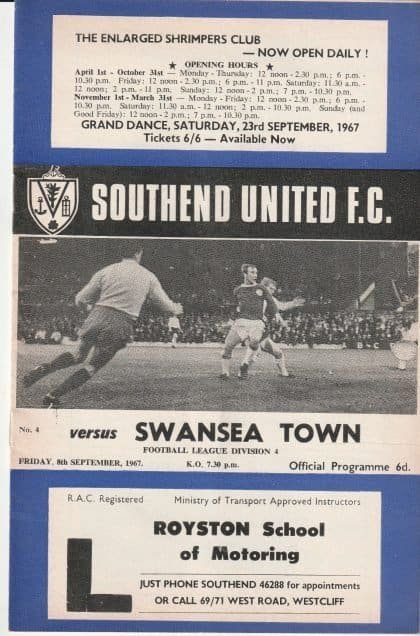 THE ENLARGED SHRIMPERS CLUB
— NOW OPEN DAILY !
★ OPENING HOURS ★
April 1st - October 31st — Monday - Thursday: 12 noon - 2.30 p.m.; 6 p.m. -
10.30 p.m. Friday: 12 noon - 2.30 p.m.; 6 p.m. - 11 p.m. Saturday: 11.30 a.m. -
12 noon; 2 p.m. - 11 p.m. Sunday: 12 noon - 2 p.m.; 7 p.m. - 10.30 p.m.
November 1st - March 31st — Monday - Friday: 12 noon - 2.30 p.m.; 6 p.m. -
10.30 p.m. Saturday: 11.30 a.m. - 12 noon; 2 p.m. - 10.30 p.m. Sunday (and
Good Friday): 12 noon - 2 p.m.; 7 p.m. - 10.30 p.m.
GRAND DANCE, SATURDAY, 23rd SEPTEMBER, 1967
Tickets 6/6 — Available Now
SOUTHEND UNITED F.C.
No. 4 versus SWANSEA TOWN
FOOTBALL LEAGUE DIVISION 4
FRIDAY, 8th SEPTEMBER, 1967. K.O. 7.30 p.m. Official Programme 6d.
R.A.C. Registered Ministry of Transport Approved Instructors
L
ROYSTON School
of Motoring
JUST PHONE SOUTHEND 46288 for appointments
OR CALL 69/71 WEST ROAD, WESTCLIFF